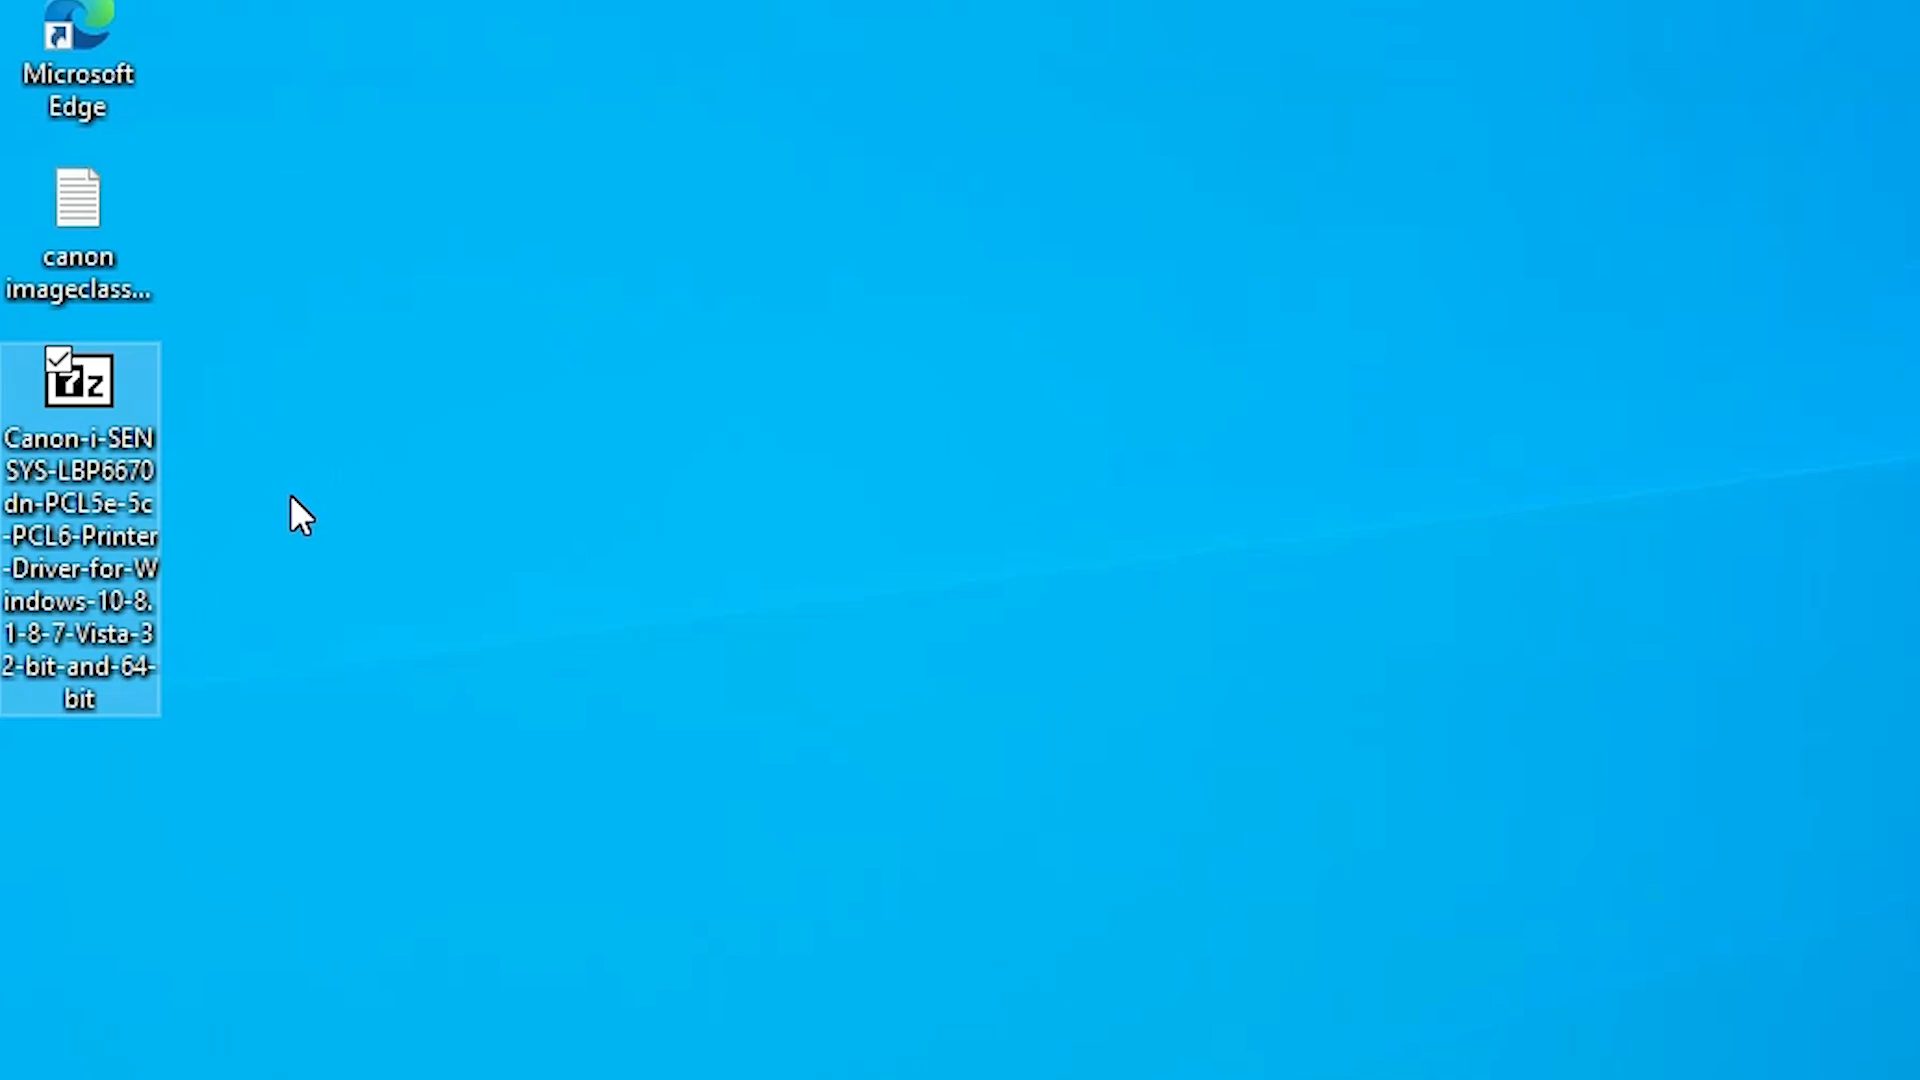 Microsoft
Edge
canon
imageclass...
7z
Canon-i-SEN
SYS-LBP6670
dn-PCL5e-5c
-PCL6-Printer
-Driver-for-W
indows-10-8.
1-8-7-Vista-3
2-bit-and-64-
bit